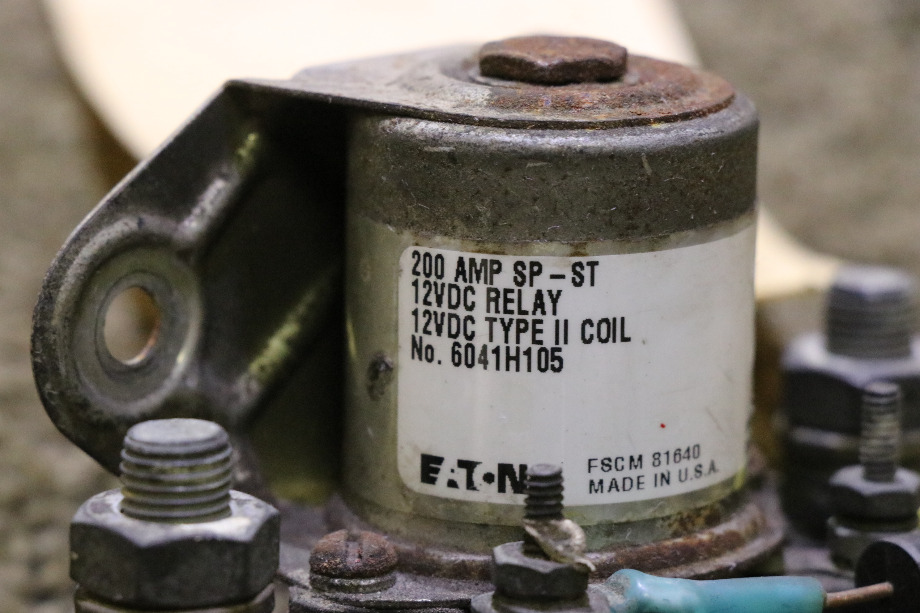 200 AMP SP-ST
12VDC RELAY
12VDC TYPE II COIL
No. 6041H105
EATON
FSCM 81640
MADE IN U.S.A.